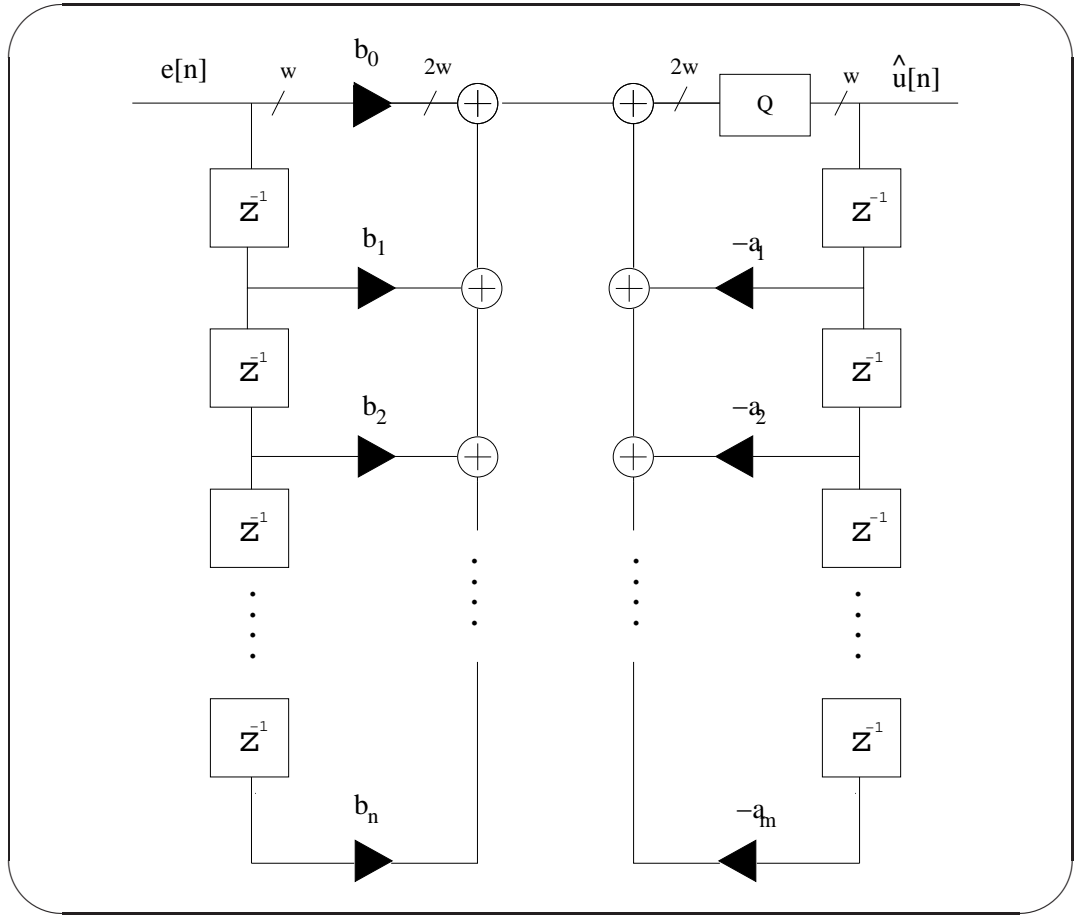 e[n] w b₀ 2w 2w Q w û[n]
z⁻¹ z⁻¹
b₁ −a₁
z⁻¹ z⁻¹
b₂ −a₂
z⁻¹ z⁻¹
z⁻¹ z⁻¹
bₙ −aₘ